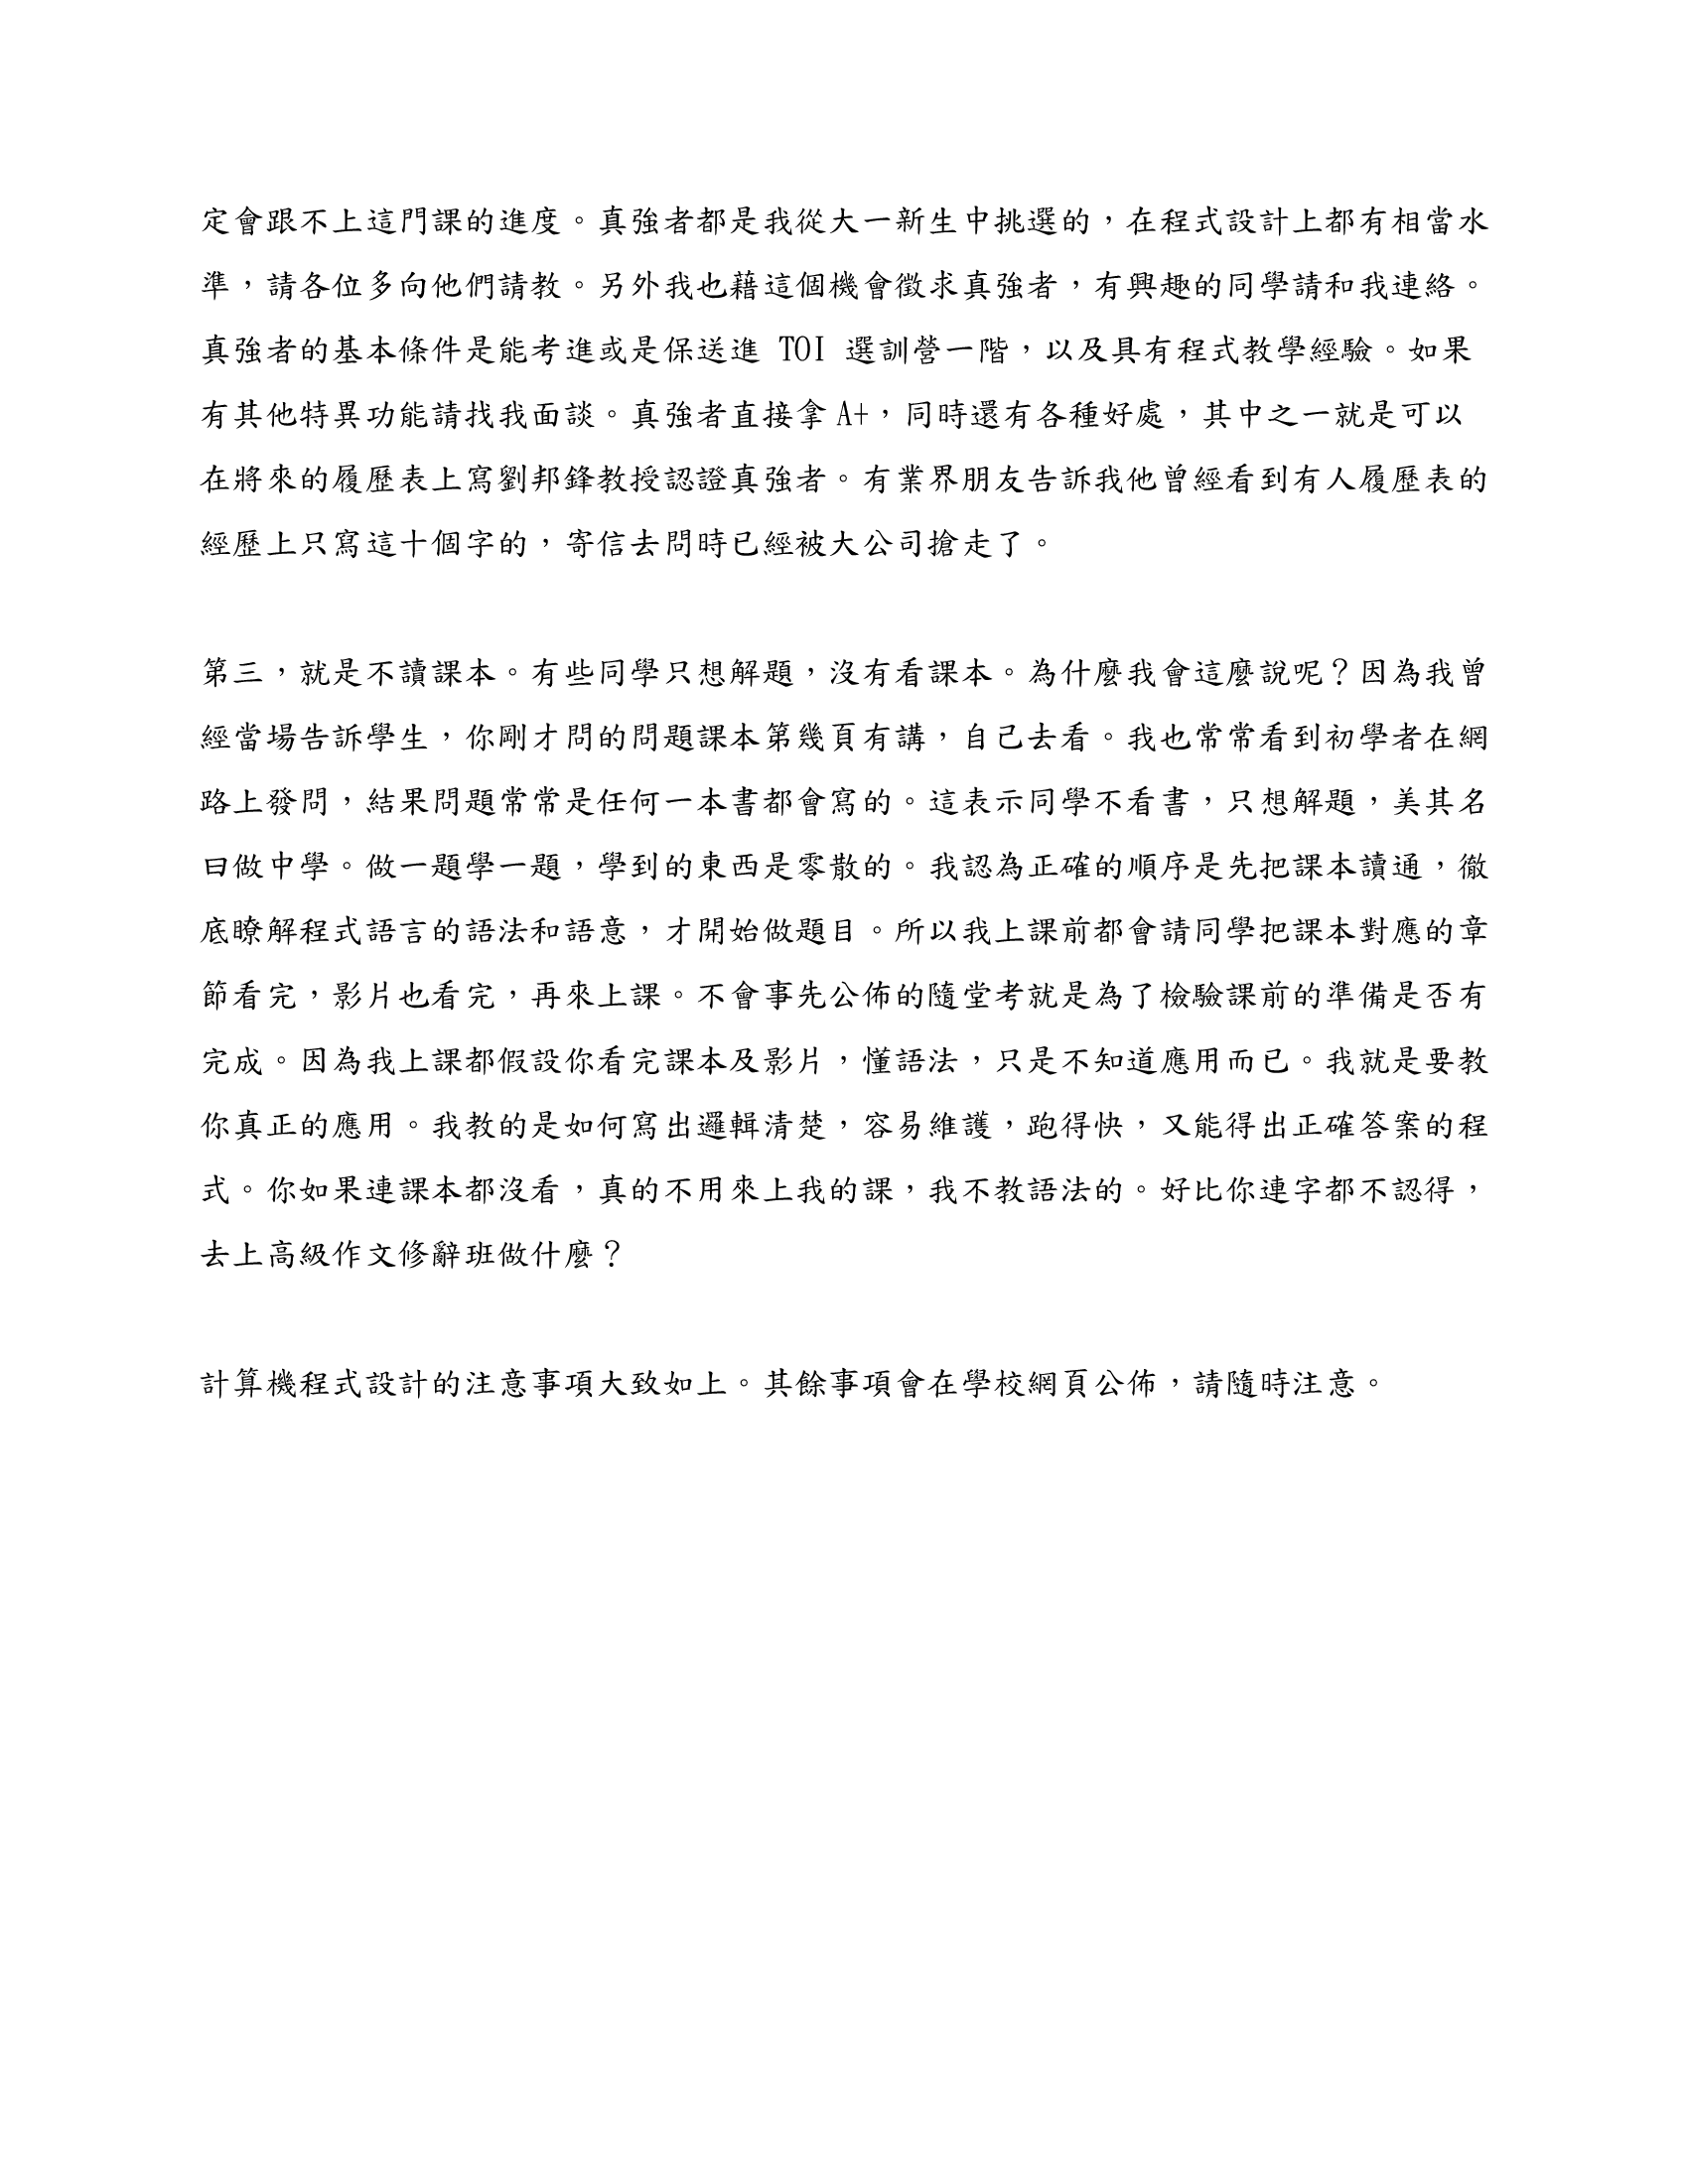 定會跟不上這門課的進度。真強者都是我從大一新生中挑選的，在程式設計上都有相當水
準，請各位多向他們請教。另外我也藉這個機會徵求真強者，有興趣的同學請和我連絡。
真強者的基本條件是能考進或是保送進 TOI 選訓營一階，以及具有程式教學經驗。如果
有其他特異功能請找我面談。真強者直接拿 A+，同時還有各種好處，其中之一就是可以
在將來的履歷表上寫劉邦鋒教授認證真強者。有業界朋友告訴我他曾經看到有人履歷表的
經歷上只寫這十個字的，寄信去問時已經被大公司搶走了。
第三，就是不讀課本。有些同學只想解題，沒有看課本。為什麼我會這麼說呢？因為我曾
經當場告訴學生，你剛才問的問題課本第幾頁有講，自己去看。我也常常看到初學者在網
路上發問，結果問題常常是任何一本書都會寫的。這表示同學不看書，只想解題，美其名
曰做中學。做一題學一題，學到的東西是零散的。我認為正確的順序是先把課本讀通，徹
底瞭解程式語言的語法和語意，才開始做題目。所以我上課前都會請同學把課本對應的章
節看完，影片也看完，再來上課。不會事先公佈的隨堂考就是為了檢驗課前的準備是否有
完成。因為我上課都假設你看完課本及影片，懂語法，只是不知道應用而已。我就是要教
你真正的應用。我教的是如何寫出邏輯清楚，容易維護，跑得快，又能得出正確答案的程
式。你如果連課本都沒看，真的不用來上我的課，我不教語法的。好比你連字都不認得，
去上高級作文修辭班做什麼？
計算機程式設計的注意事項大致如上。其餘事項會在學校網頁公佈，請隨時注意。